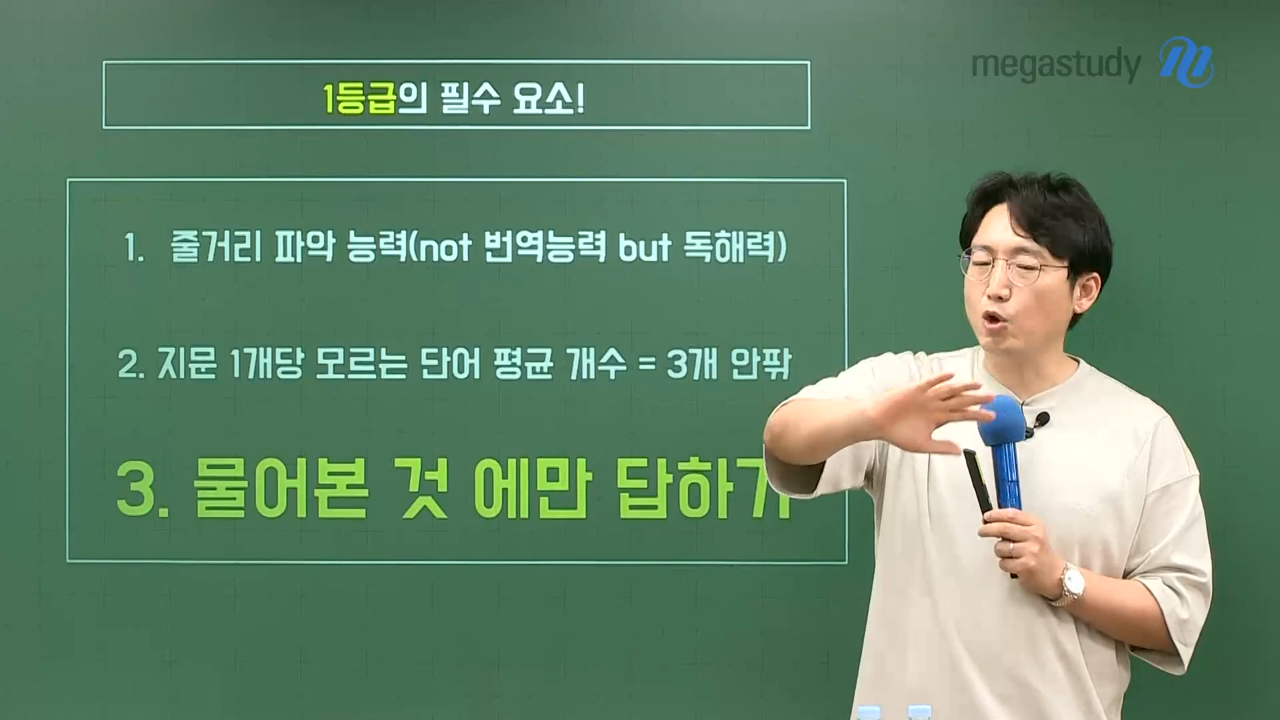 megastudy
1등급의 필수 요소!
1. 줄거리 파악 능력(not 번역능력 but 독해력)
2. 지문 1개당 모르는 단어 평균 개수 = 3개 안팎
3. 물어본 것 에만 답하기